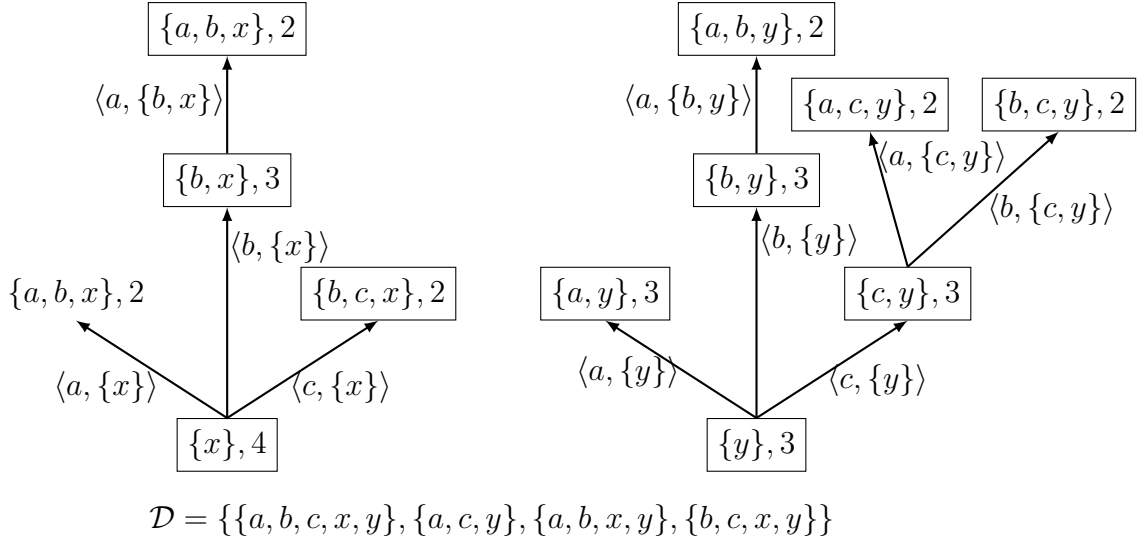 {a, b, x}, 2
{a, b, y}, 2
⟨a, {b, x}⟩
⟨a, {b, y}⟩
{a, c, y}, 2
{b, c, y}, 2
⟨a, {c, y}⟩
{b, x}, 3
{b, y}, 3
⟨b, {c, y}⟩
⟨b, {x}⟩
⟨b, {y}⟩
{a, b, x}, 2
{b, c, x}, 2
{a, y}, 3
{c, y}, 3
⟨a, {x}⟩
⟨c, {x}⟩
⟨a, {y}⟩
⟨c, {y}⟩
{x}, 4
{y}, 3
𝒟 = {{a, b, c, x, y}, {a, c, y}, {a, b, x, y}, {b, c, x, y}}